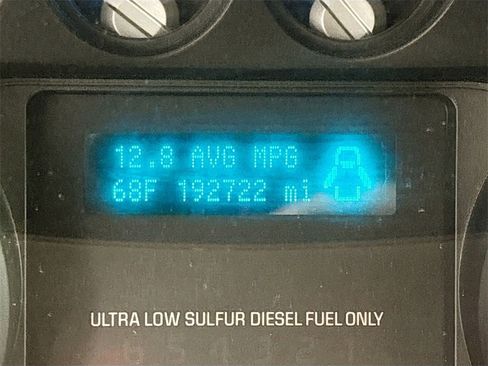 12.8 AVG MPG
68F 192722 mi
ULTRA LOW SULFUR DIESEL FUEL ONLY